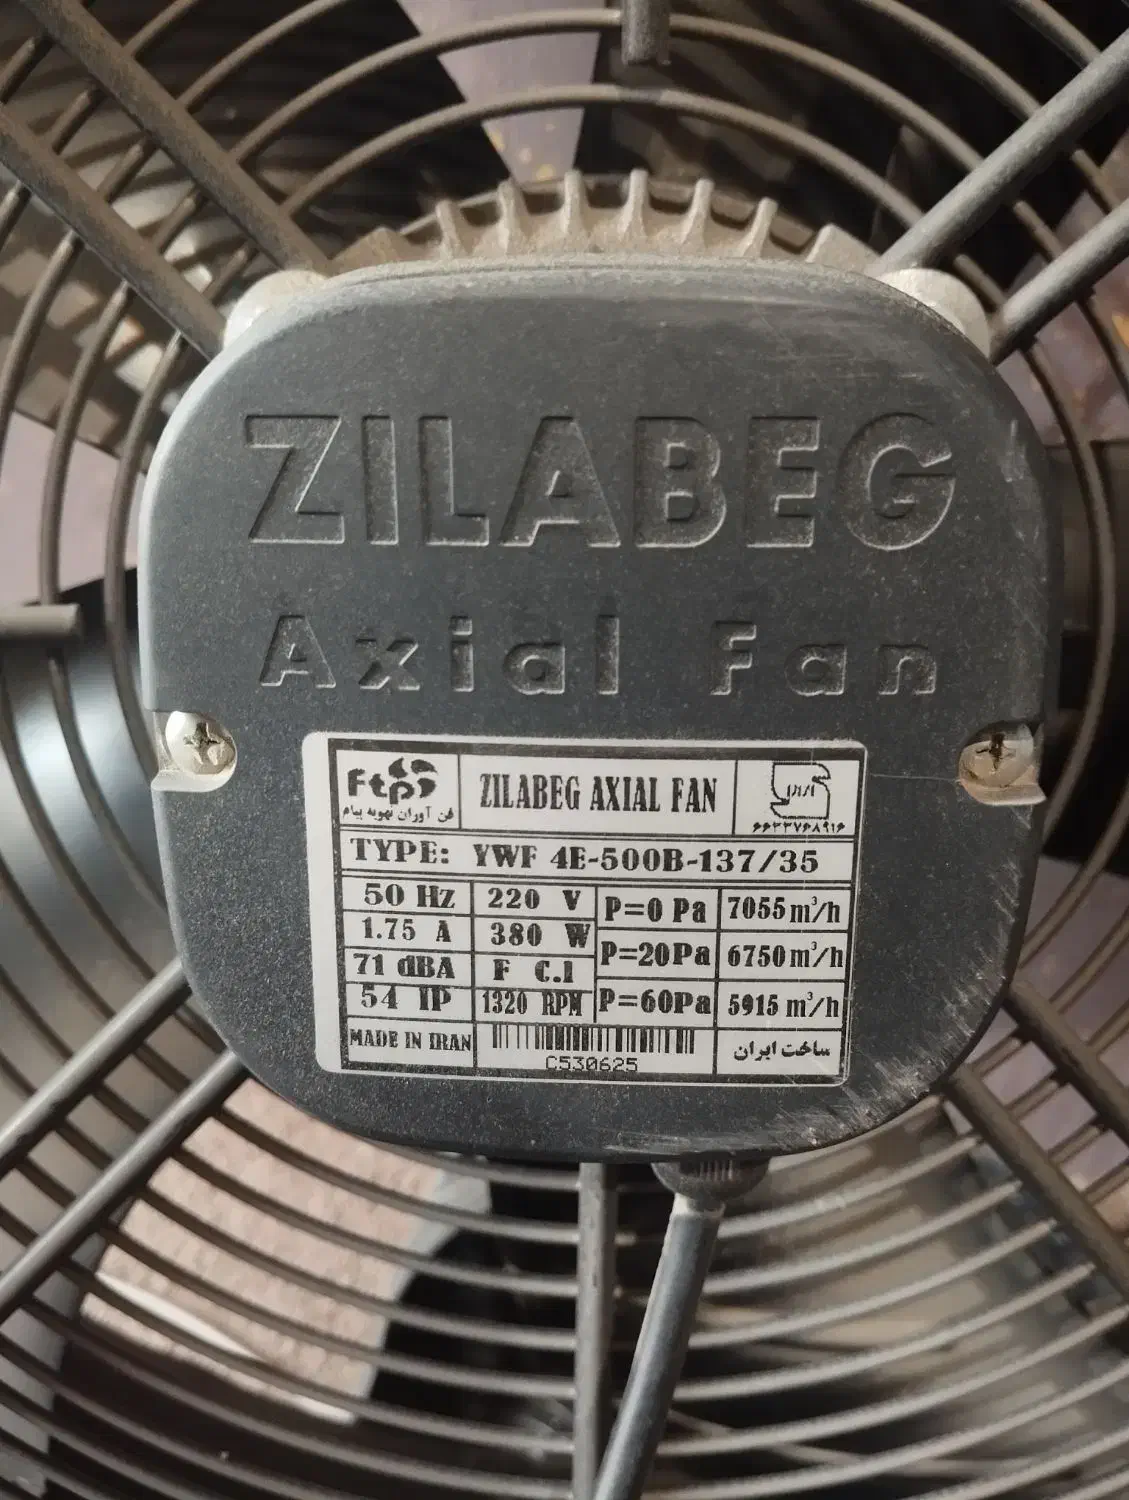 ZILABEG
Axial Fan
Ftp
فن آوران تهویه پیام
ZILABEG AXIAL FAN
۶۶۳۳۷۶۸۹۱۶
TYPE: YWF 4E-500B-137/35
50 Hz 220 V P=0 Pa 7055 m³/h
1.75 A 380 W P=20Pa 6750 m³/h
71 dBA F C.I P=60Pa 5915 m³/h
54 IP 1320 RPM
MADE IN IRAN C530625 ساخت ایران